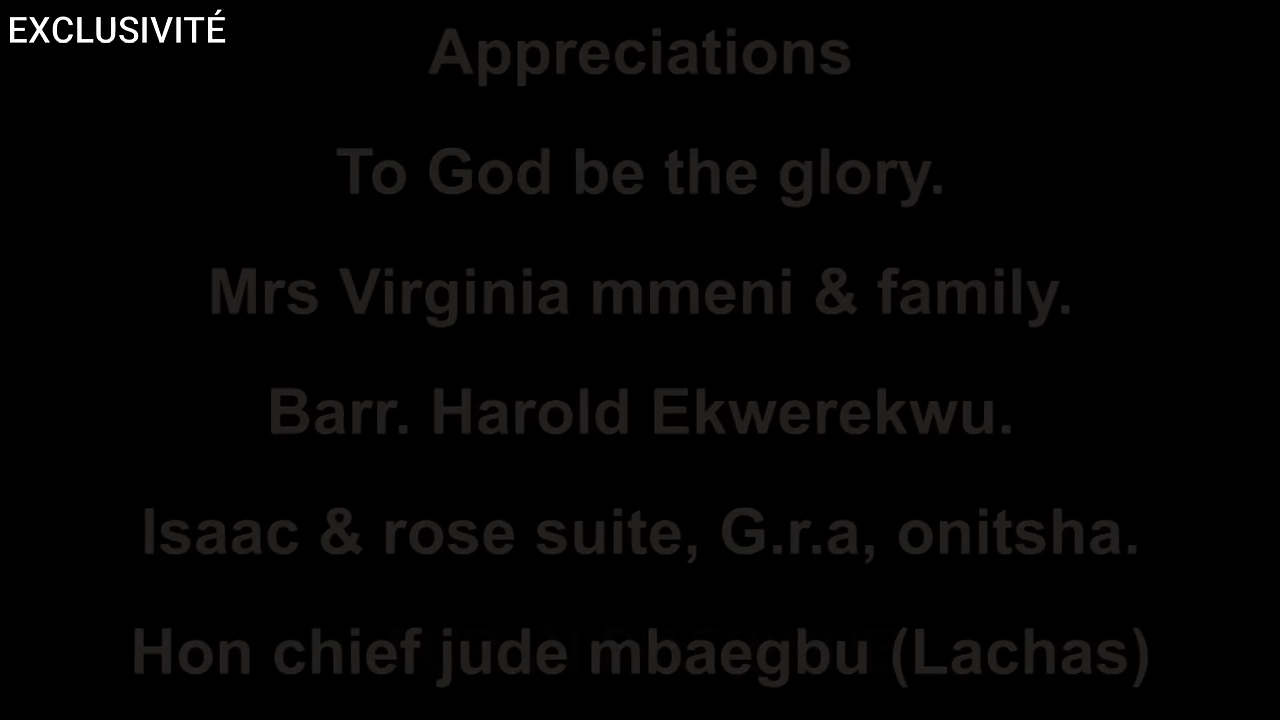 EXCLUSIVITÉ
Appreciations
To God be the glory.
Mrs Virginia mmeni & family.
Barr. Harold Ekwerekwu.
Isaac & rose suite, G.r.a, onitsha.
Hon chief jude mbaegbu (Lachas)